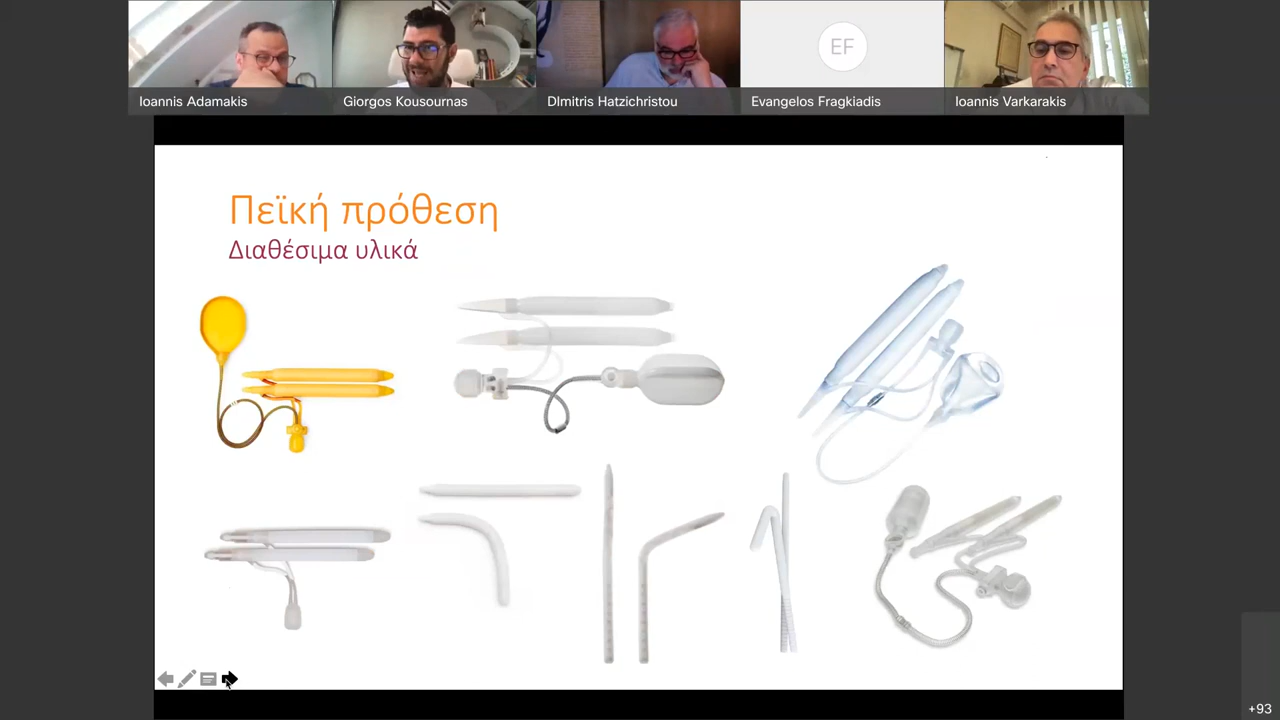 Ioannis Adamakis
Giorgos Kousournas
DImitris Hatzichristou
EF
Evangelos Fragkiadis
Ioannis Varkarakis
Πεϊκή πρόθεση
Διαθέσιμα υλικά
+93